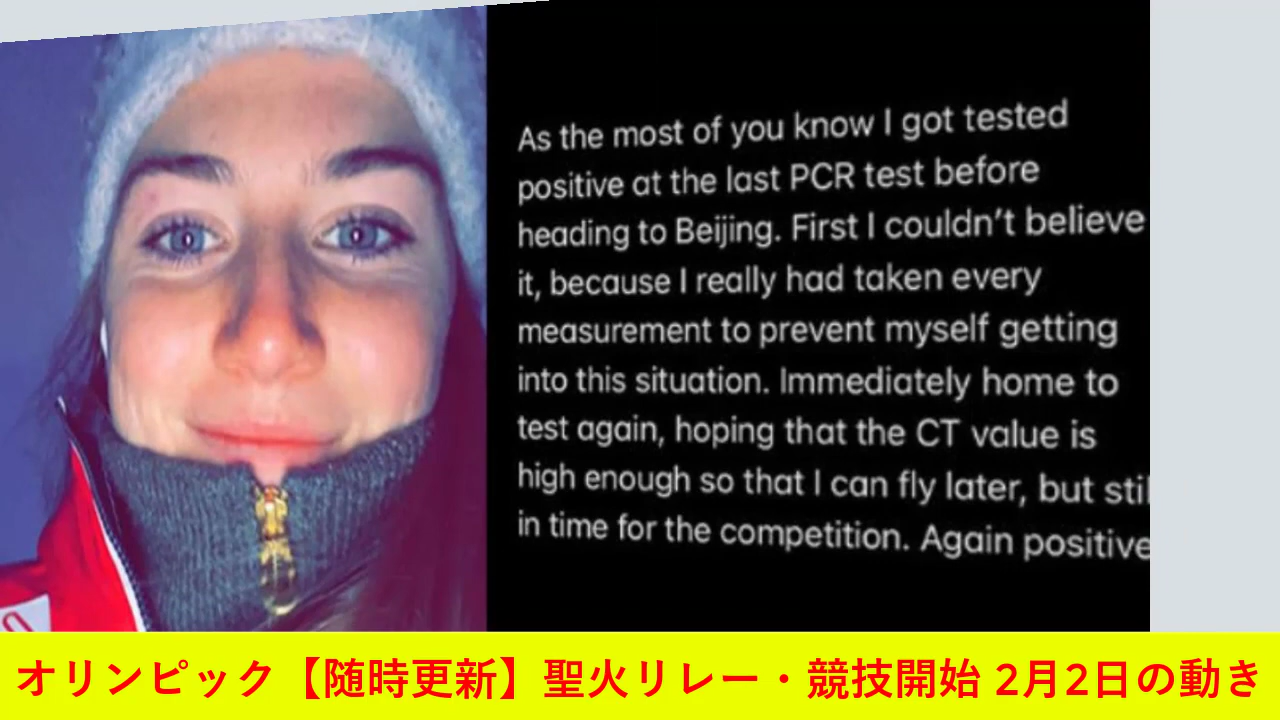 As the most of you know I got tested
positive at the last PCR test before
heading to Beijing. First I couldn't believe
it, because I really had taken every
measurement to prevent myself getting
into this situation. Immediately home to
test again, hoping that the CT value is
high enough so that I can fly later, but stil
in time for the competition. Again positive
オリンピック【随時更新】聖火リレー・競技開始 2月2日の動き